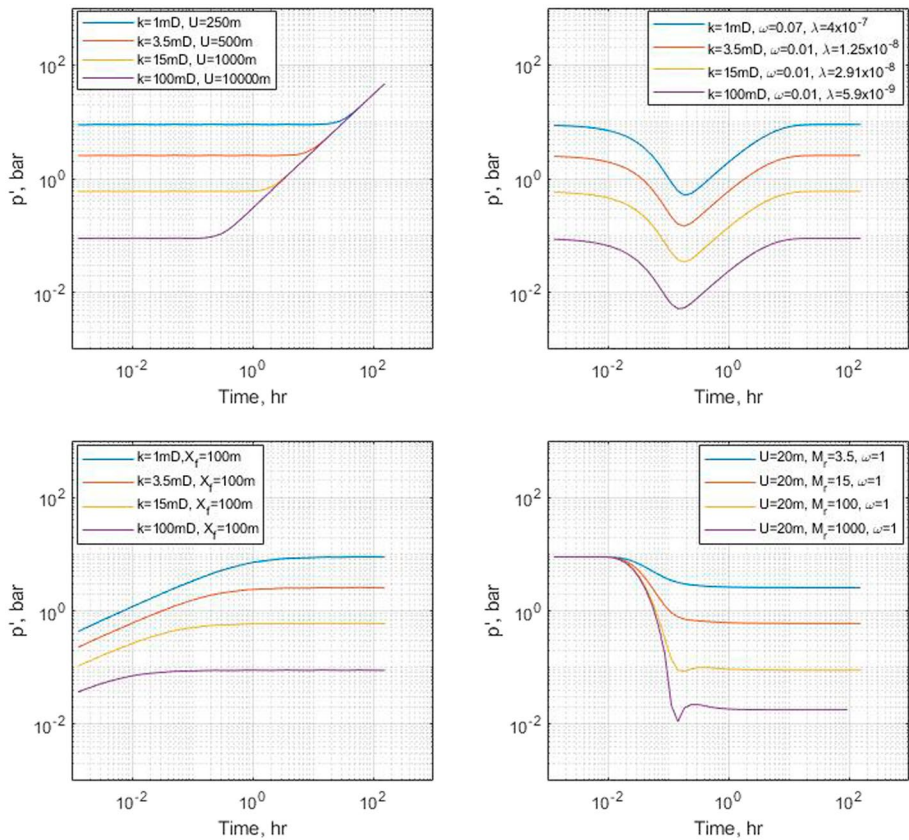 k=1mD, U=250m
k=3.5mD, U=500m
k=15mD, U=1000m
k=100mD, U=10000m
10^2
10^0
10^-2
p', bar
10^-2 10^0 10^2
Time, hr
k=1mD, ω=0.07, λ=4x10^-7
k=3.5mD, ω=0.01, λ=1.25x10^-8
k=15mD, ω=0.01, λ=2.91x10^-8
k=100mD, ω=0.01, λ=5.9x10^-9
10^2
10^0
10^-2
p', bar
10^-2 10^0 10^2
Time, hr
k=1mD,X_f=100m
k=3.5mD, X_f=100m
k=15mD, X_f=100m
k=100mD, X_f=100m
10^2
10^0
10^-2
p', bar
10^-2 10^0 10^2
Time, hr
U=20m, M_r=3.5, ω=1
U=20m, M_r=15, ω=1
U=20m, M_r=100, ω=1
U=20m, M_r=1000, ω=1
10^2
10^0
10^-2
p', bar
10^-2 10^0 10^2
Time, hr